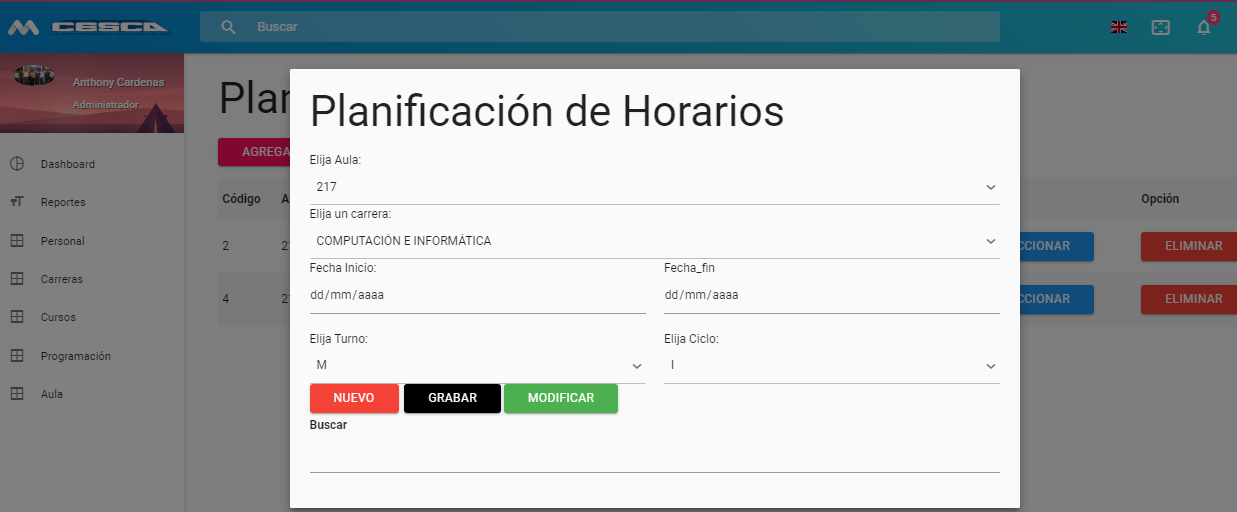 CESCA
Buscar
5
Anthony Cardenas
Administrador
Dashboard
Reportes
Personal
Carreras
Cursos
Programación
Aula
Plan
AGREGA
Código
A
Opción
2
2
CCIONAR
ELIMINAR
4
2
CCIONAR
ELIMINAR
Planificación de Horarios
Elija Aula:
217
Elija un carrera:
COMPUTACIÓN E INFORMÁTICA
Fecha Inicio:
Fecha_fin
dd/mm/aaaa
dd/mm/aaaa
Elija Turno:
Elija Ciclo:
M
I
NUEVO GRABAR MODIFICAR
Buscar